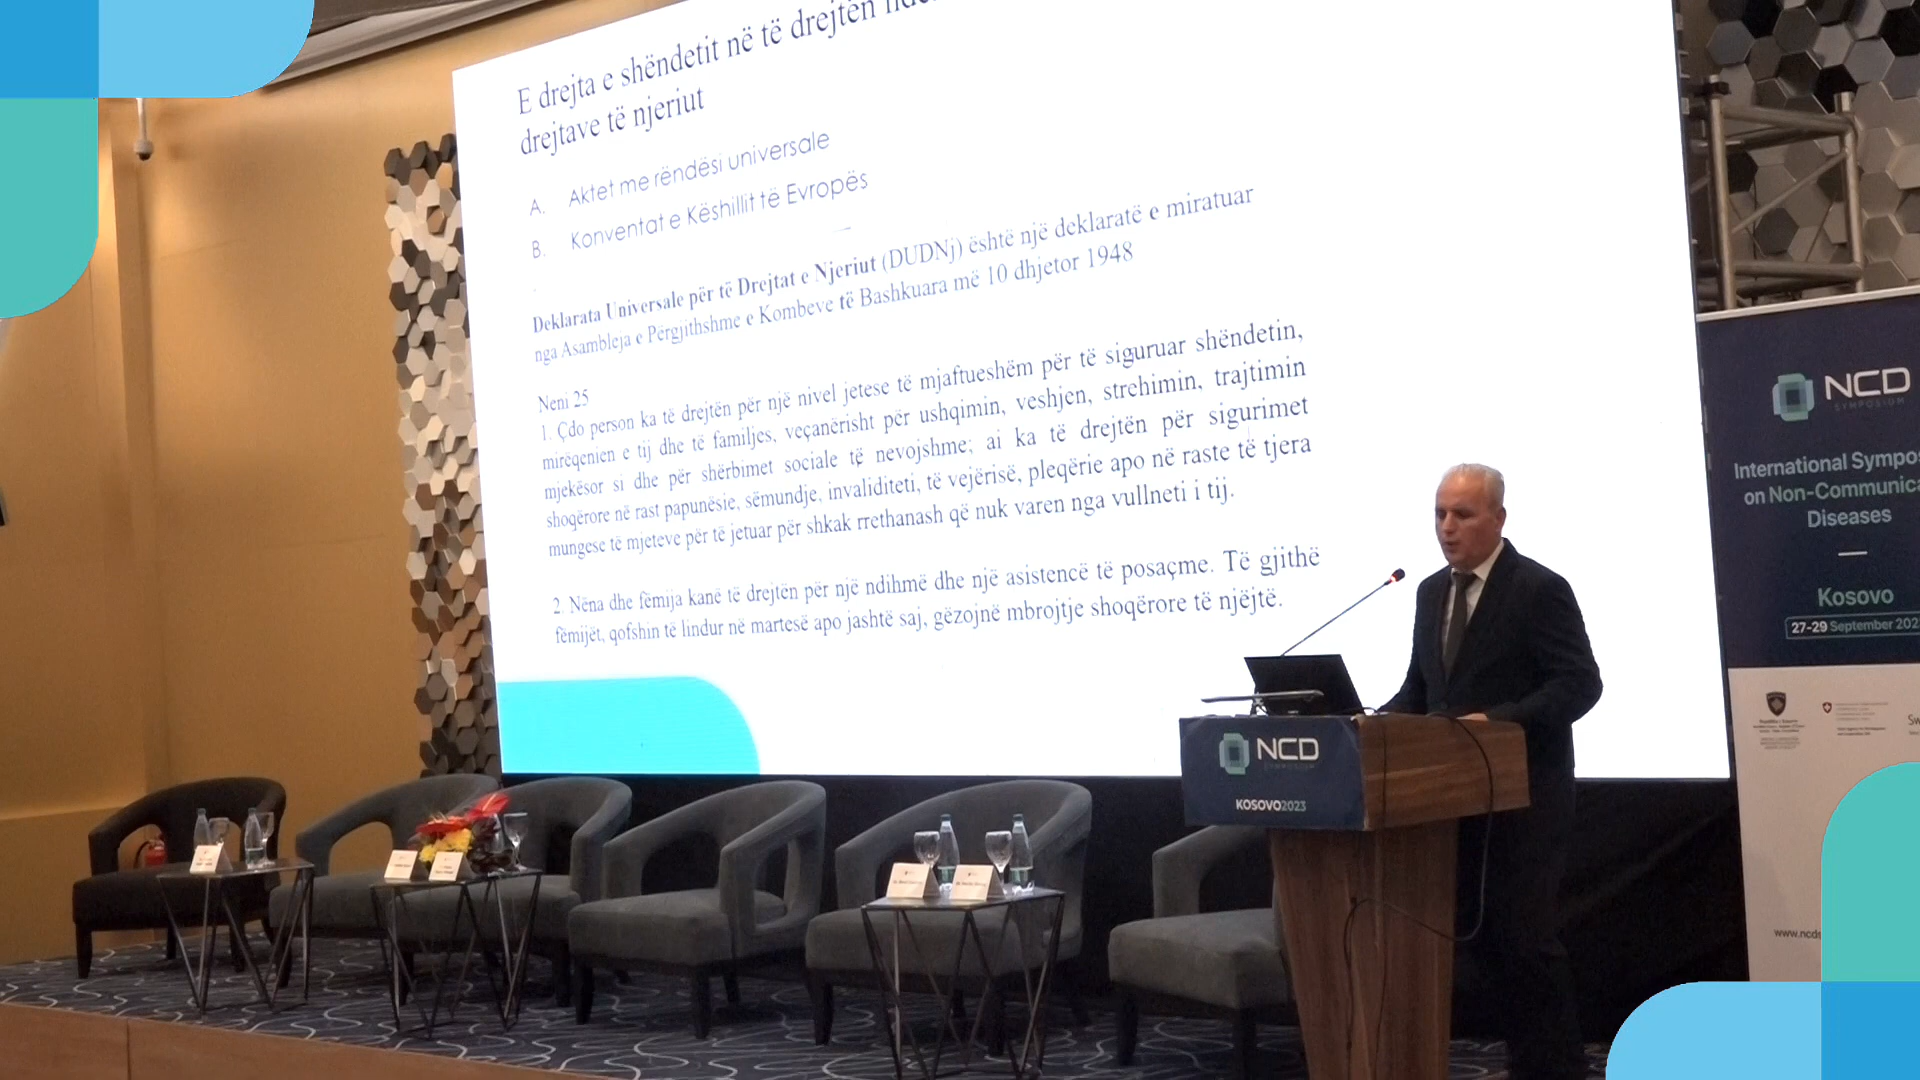 E drejta e shëndetit në të drejtën
drejtave të njeriut
A. Aktet me rëndësi universale
B. Konventat e Këshillit të Evropës
Deklarata Universale për të Drejtat e Njeriut (DUDNj) është një deklaratë e miratuar
nga Asambleja e Përgjithshme e Kombeve të Bashkuara më 10 dhjetor 1948
Neni 25
1. Çdo person ka të drejtën për një nivel jetese të mjaftueshëm për të siguruar shëndetin,
mirëqenien e tij dhe të familjes, veçanërisht për ushqimin, veshjen, strehimin, trajtimin
mjekësor si dhe për shërbimet sociale të nevojshme; ai ka të drejtën për sigurimet
shoqërore në rast papunësie, sëmundje, invaliditeti, të vejërisë, pleqërie apo në raste të tjera
mungese të mjeteve për të jetuar për shkak rrethanash që nuk varen nga vullneti i tij.
2. Nëna dhe fëmija kanë të drejtën për një ndihmë dhe një asistencë të posaçme. Të gjithë
fëmijët, qofshin të lindur në martesë apo jashtë saj, gëzojnë mbrojtje shoqërore të njëjtë.
NCD
SYMPOSIUM
International Sympos
on Non-Communica
Diseases
Kosovo
27-29 September 202
www.ncds
NCD
SYMPOSIUM
KOSOVO2023